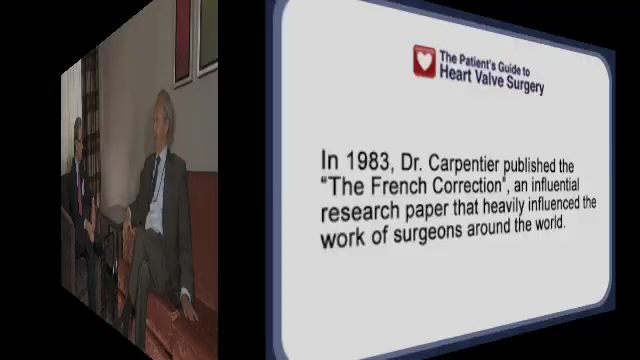 The Patient's Guide to
Heart Valve Surgery
In 1983, Dr. Carpentier published the
“The French Correction”, an influential
research paper that heavily influenced the
work of surgeons around the world.